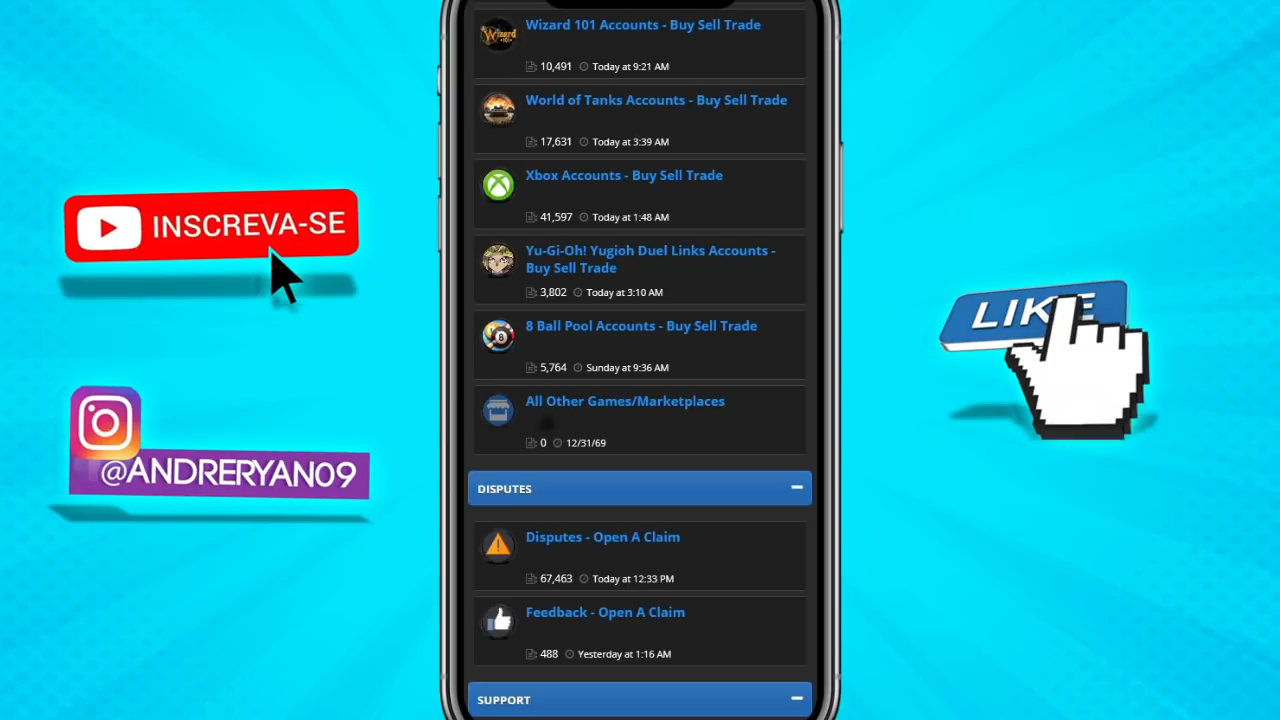 Wizard 101 Accounts - Buy Sell Trade
10,491 Today at 9:21 AM
World of Tanks Accounts - Buy Sell Trade
17,631 Today at 3:39 AM
Xbox Accounts - Buy Sell Trade
41,597 Today at 1:48 AM
Yu-Gi-Oh! Yugioh Duel Links Accounts -
Buy Sell Trade
3,802 Today at 3:10 AM
8 Ball Pool Accounts - Buy Sell Trade
5,764 Sunday at 9:36 AM
All Other Games/Marketplaces
0 12/31/69
DISPUTES
Disputes - Open A Claim
67,463 Today at 12:33 PM
Feedback - Open A Claim
488 Yesterday at 1:16 AM
SUPPORT
INSCREVA-SE
@ANDRERYAN09
LIKE